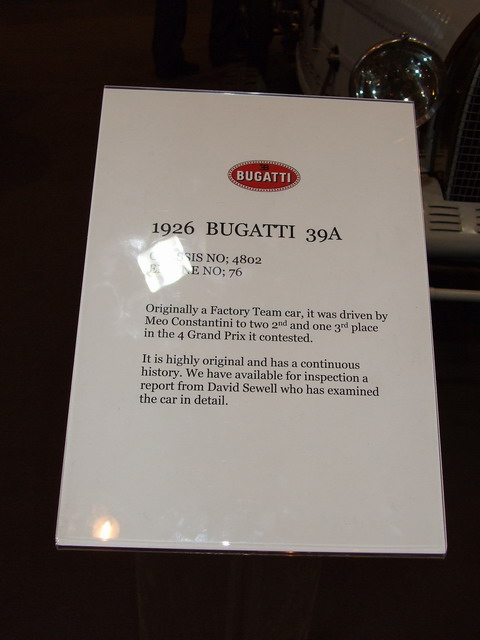 BUGATTI
1926 BUGATTI 39A
CHASSIS NO; 4802
ENGINE NO; 76
Originally a Factory Team car, it was driven by
Meo Constantini to two 2nd and one 3rd place
in the 4 Grand Prix it contested.
It is highly original and has a continuous
history. We have available for inspection a
report from David Sewell who has examined
the car in detail.